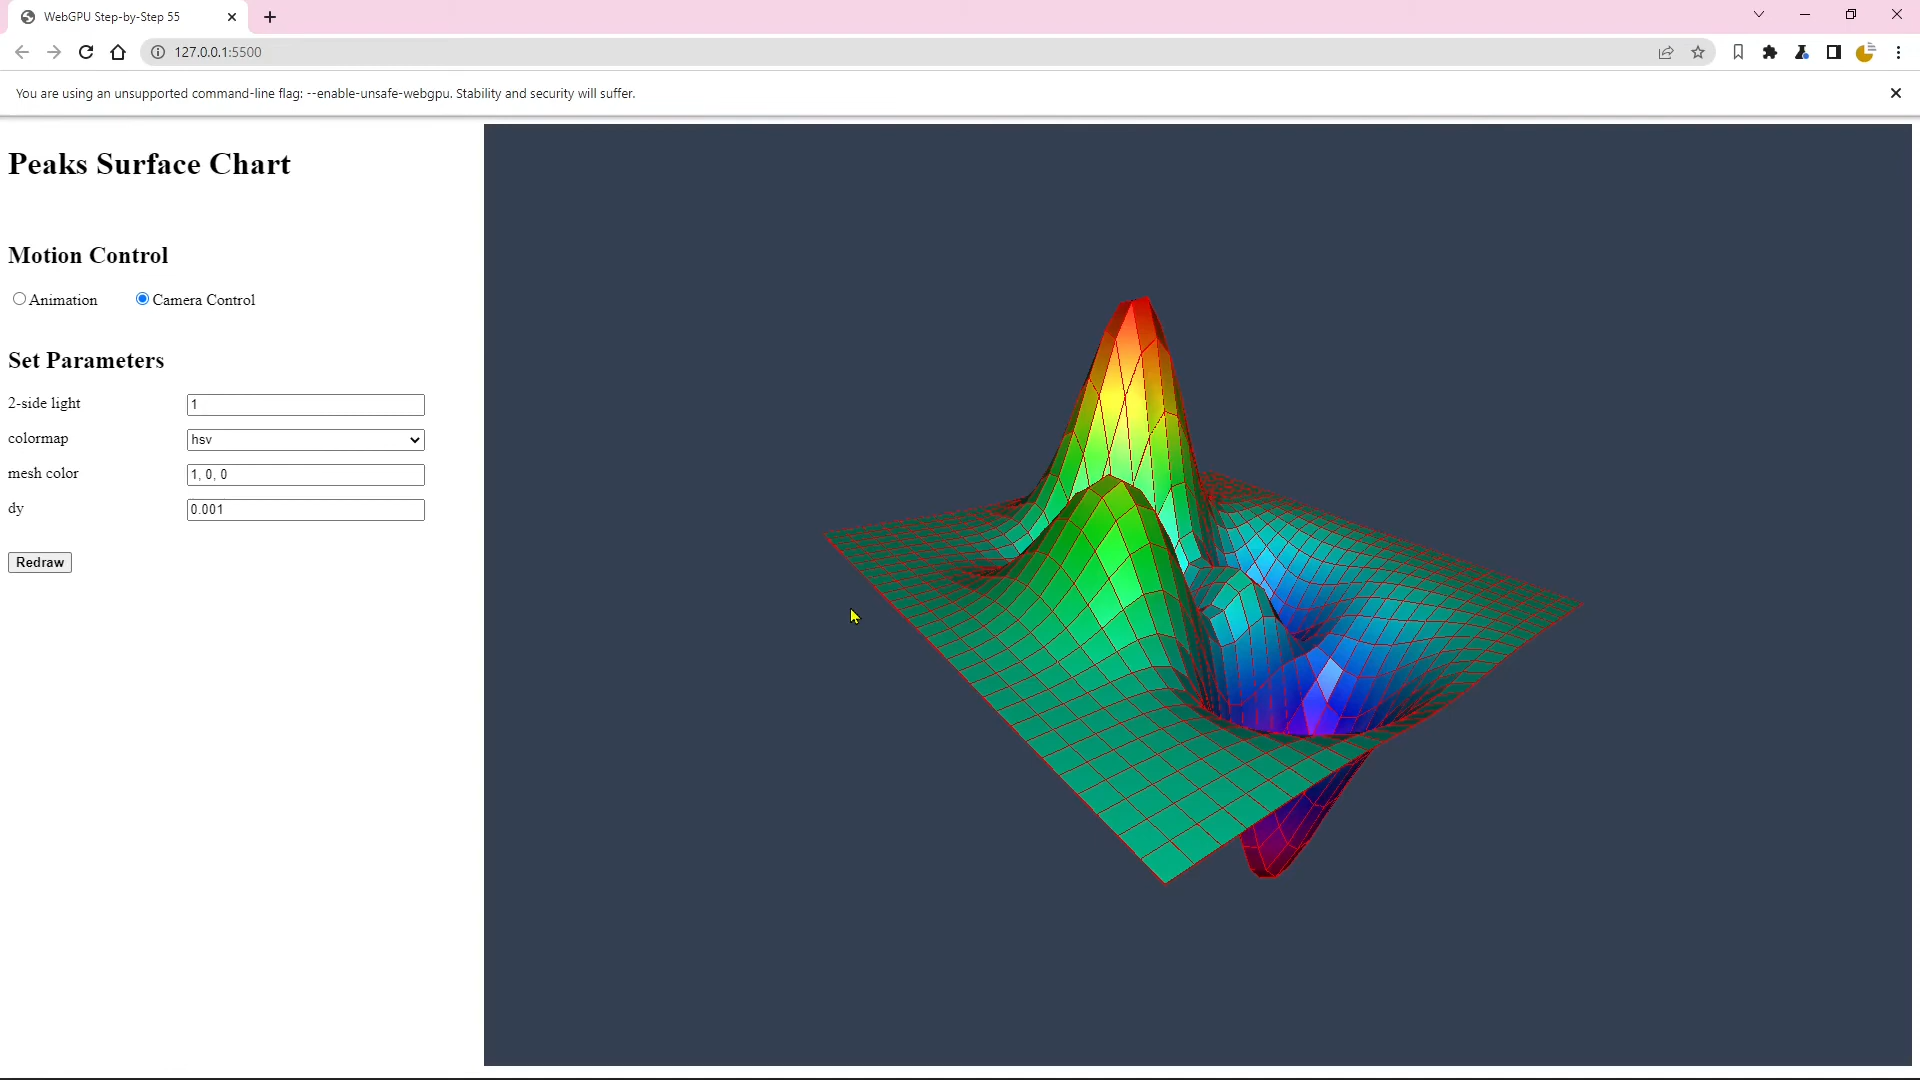 WebGPU Step-by-Step 55
127.0.0.1:5500
You are using an unsupported command-line flag: --enable-unsafe-webgpu. Stability and security will suffer.
Peaks Surface Chart
Motion Control
Animation Camera Control
Set Parameters
2-side light 1
colormap hsv
mesh color 1, 0, 0
dy 0.001
Redraw